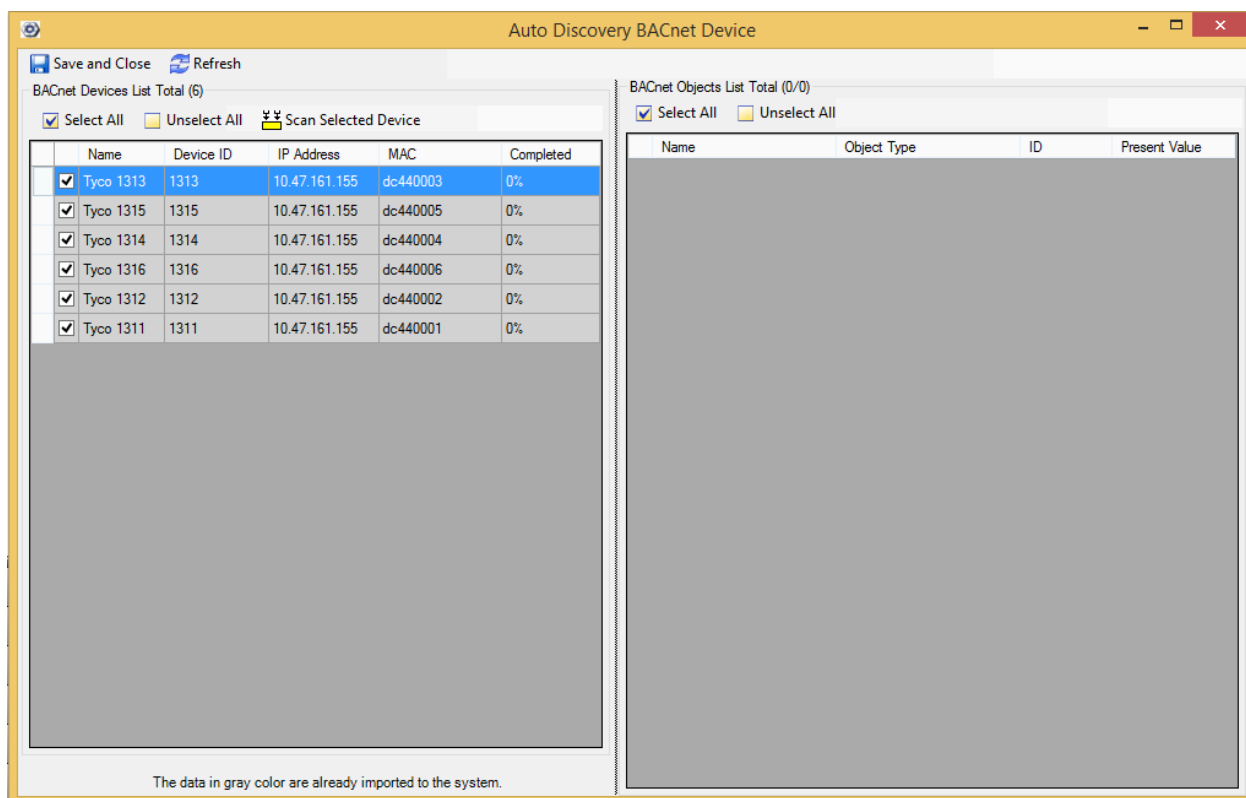 Auto Discovery BACnet Device
Save and Close Refresh
BACnet Devices List Total (6)
Select All Unselect All Scan Selected Device
Name Device ID IP Address MAC Completed
Tyco 1313 1313 10.47.161.155 dc440003 0%
Tyco 1315 1315 10.47.161.155 dc440005 0%
Tyco 1314 1314 10.47.161.155 dc440004 0%
Tyco 1316 1316 10.47.161.155 dc440006 0%
Tyco 1312 1312 10.47.161.155 dc440002 0%
Tyco 1311 1311 10.47.161.155 dc440001 0%
The data in gray color are already imported to the system.
BACnet Objects List Total (0/0)
Select All Unselect All
Name Object Type ID Present Value